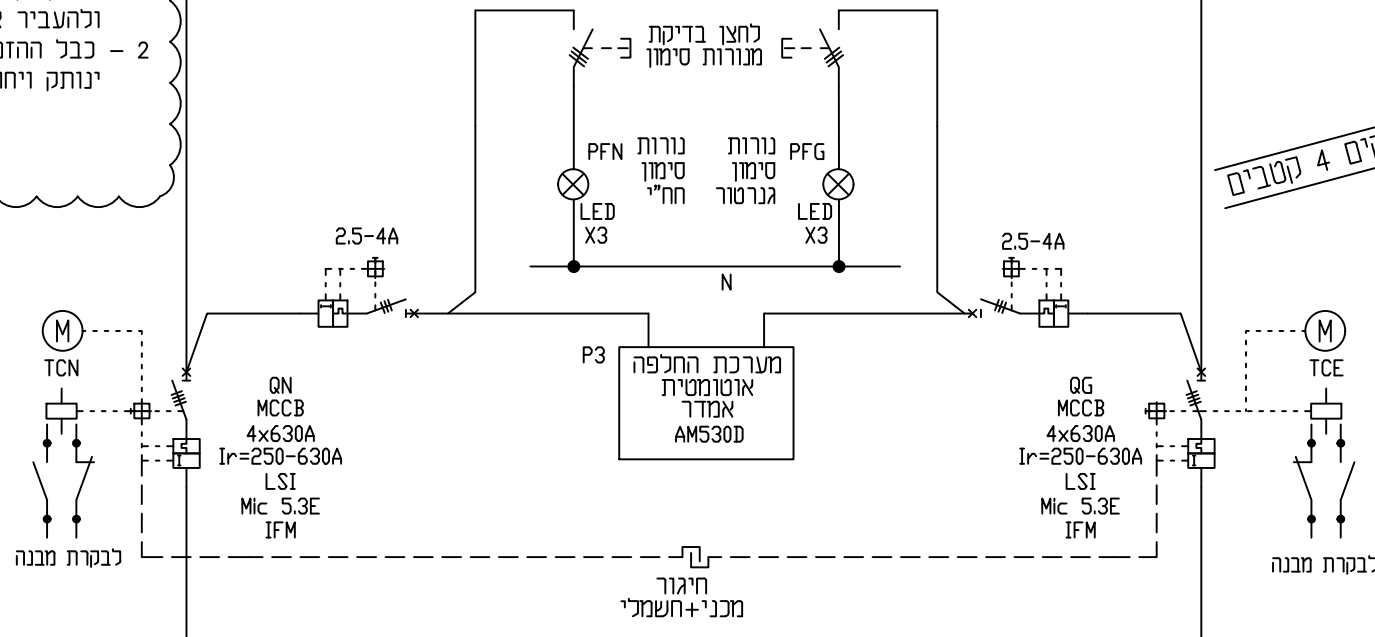 ולהעביר
2 - כבל
ינותק
לחצן בדיקת
מנורות סימון
PFN
נורות
סימון
חח"י
נורות
סימון
גנרטור
PFG
LED
X3
LED
X3
N
4 קטבים
2.5-4A
2.5-4A
M
TCN
M
TCE
P3
מערכת החלפה
אוטומטית
אמדר
AM530D
QN
MCCB
4x630A
Ir=250-630A
LSI
Mic 5.3E
IFM
QG
MCCB
4x630A
Ir=250-630A
LSI
Mic 5.3E
IFM
לבקרת מבנה
לבקרת מבנה
חיגור
מכני+חשמלי